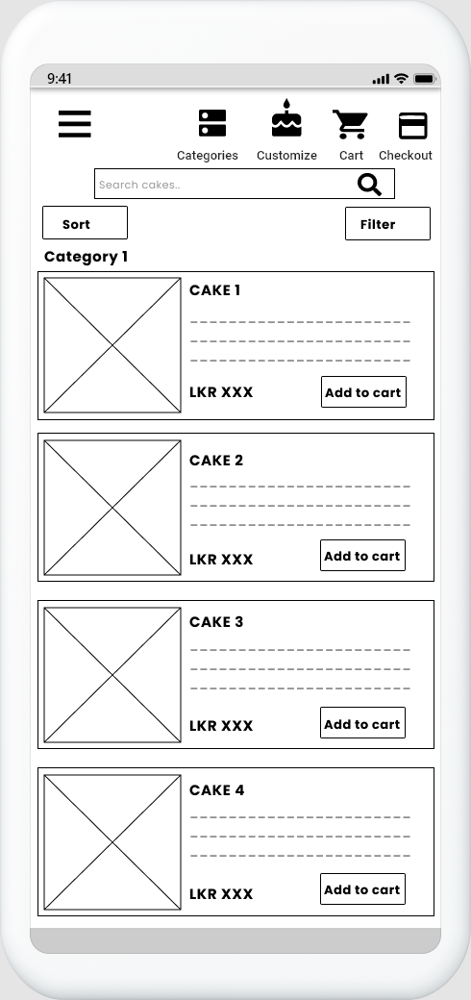 9:41
Categories Customize Cart Checkout
Search cakes..
Sort Filter
Category 1
CAKE 1
LKR XXX Add to cart
CAKE 2
LKR XXX Add to cart
CAKE 3
LKR XXX Add to cart
CAKE 4
LKR XXX Add to cart